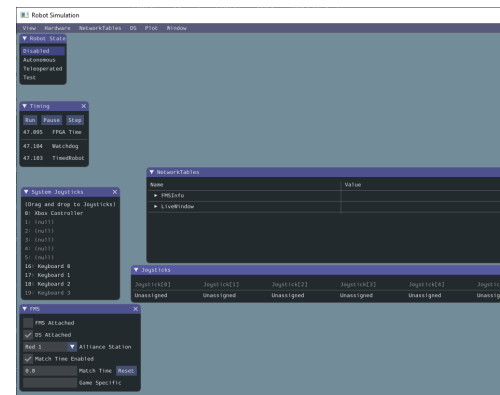 Robot Simulation
View Hardware NetworkTables DS Plot Window
Robot State
Disabled
Autonomous
Teleoperated
Test
Timing X
Run Pause Step
47.095 FPGA Time
47.104 Watchdog
47.103 TimedRobot
NetworkTables
Name Value
FMSInfo
LiveWindow
System Joysticks X
(Drag and drop to Joysticks)
0: Xbox Controller
1: (null)
2: (null)
3: (null)
4: (null)
5: (null)
16: Keyboard 0
17: Keyboard 1
18: Keyboard 2
19: Keyboard 3
Joysticks
Joystick[0] Joystick[1] Joystick[2] Joystick[3] Joystick[4] Joystic
Unassigned Unassigned Unassigned Unassigned Unassigned Unassig
FMS X
FMS Attached
DS Attached
Red 1 Alliance Station
Match Time Enabled
0.0 Match Time Reset
Game Specific